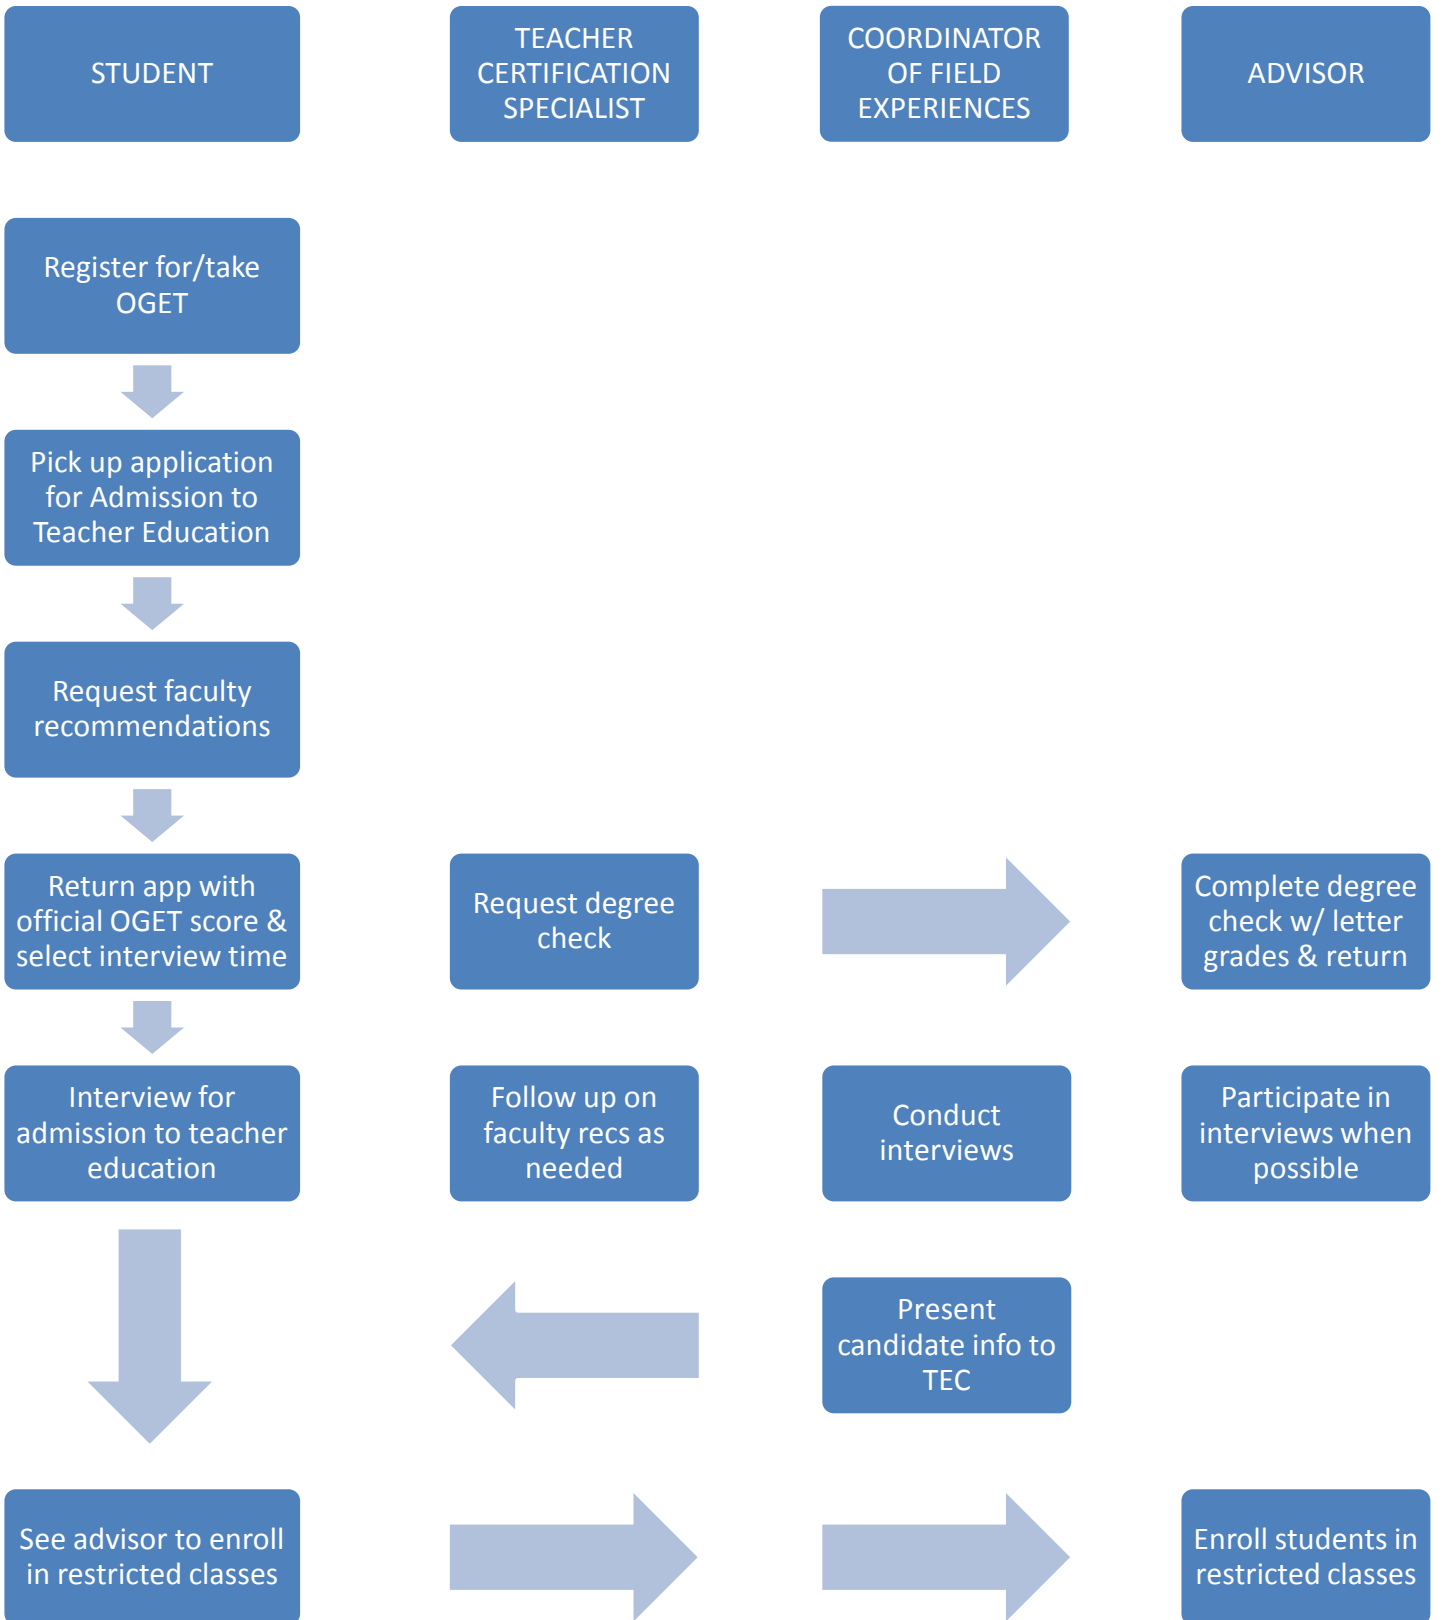 STUDENT
TEACHER
CERTIFICATION
SPECIALIST
COORDINATOR
OF FIELD
EXPERIENCES
ADVISOR
Register for/take
OGET
Pick up application
for Admission to
Teacher Education
Request faculty
recommendations
Return app with
official OGET score &
select interview time
Request degree
check
Complete degree
check w/ letter
grades & return
Interview for
admission to teacher
education
Follow up on
faculty recs as
needed
Conduct
interviews
Participate in
interviews when
possible
Present
candidate info to
TEC
See advisor to enroll
in restricted classes
Enroll students in
restricted classes